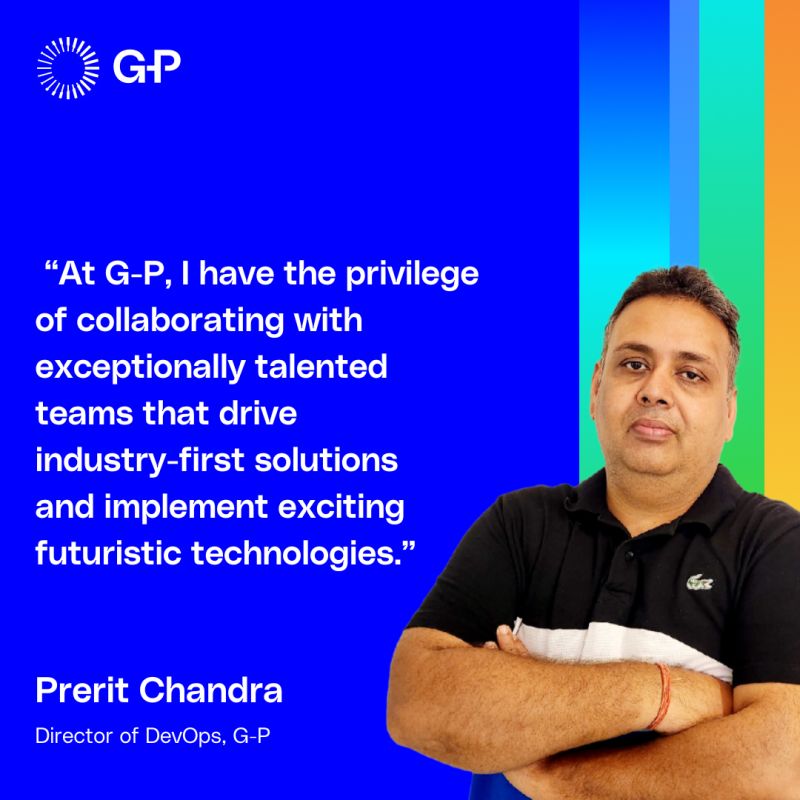 G-P
“At G-P, I have the privilege
of collaborating with
exceptionally talented
teams that drive
industry-first solutions
and implement exciting
futuristic technologies.”
Prerit Chandra
Director of DevOps, G-P